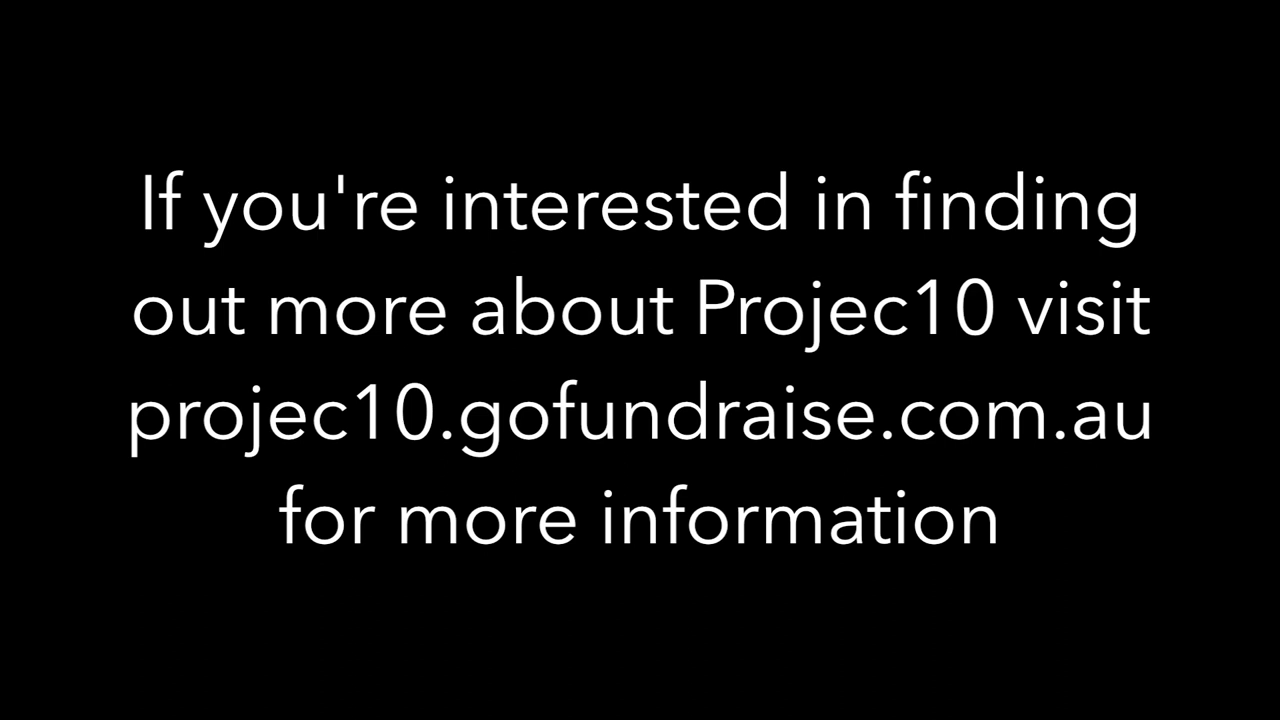 If you're interested in finding
out more about Projec10 visit
projec10.gofundraise.com.au
for more information